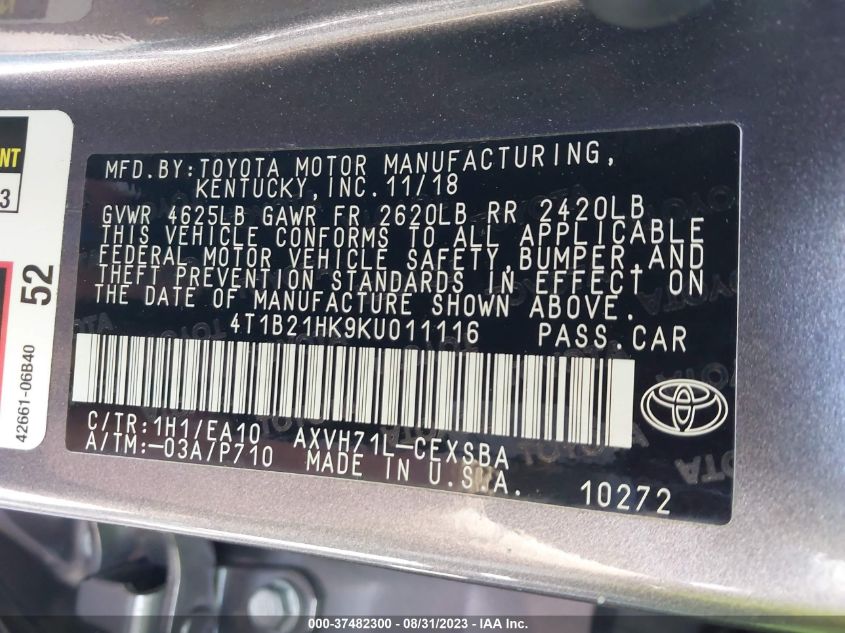 NT
3
52
42661-06B40
MFD.BY:TOYOTA MOTOR MANUFACTURING,
KENTUCKY,INC.11/18
GVWR 4625LB GAWR FR 2620LB RR 2420LB
THIS VEHICLE CONFORMS TO ALL APPLICABLE
FEDERAL MOTOR VEHICLE SAFETY,BUMPER,AND
THEFT PREVENTION STANDARDS IN EFFECT ON
THE DATE OF MANUFACTURE SHOWN ABOVE.
4T1B21HK9KU011116 PASS.CAR
C/TR:1H1/EA10 AXVH71L-CEXSBA
A/TM:-03A/P710 MADE IN U.S.A.
10272
AXX-37482300 - 08/31/2023 - IAA Inc.